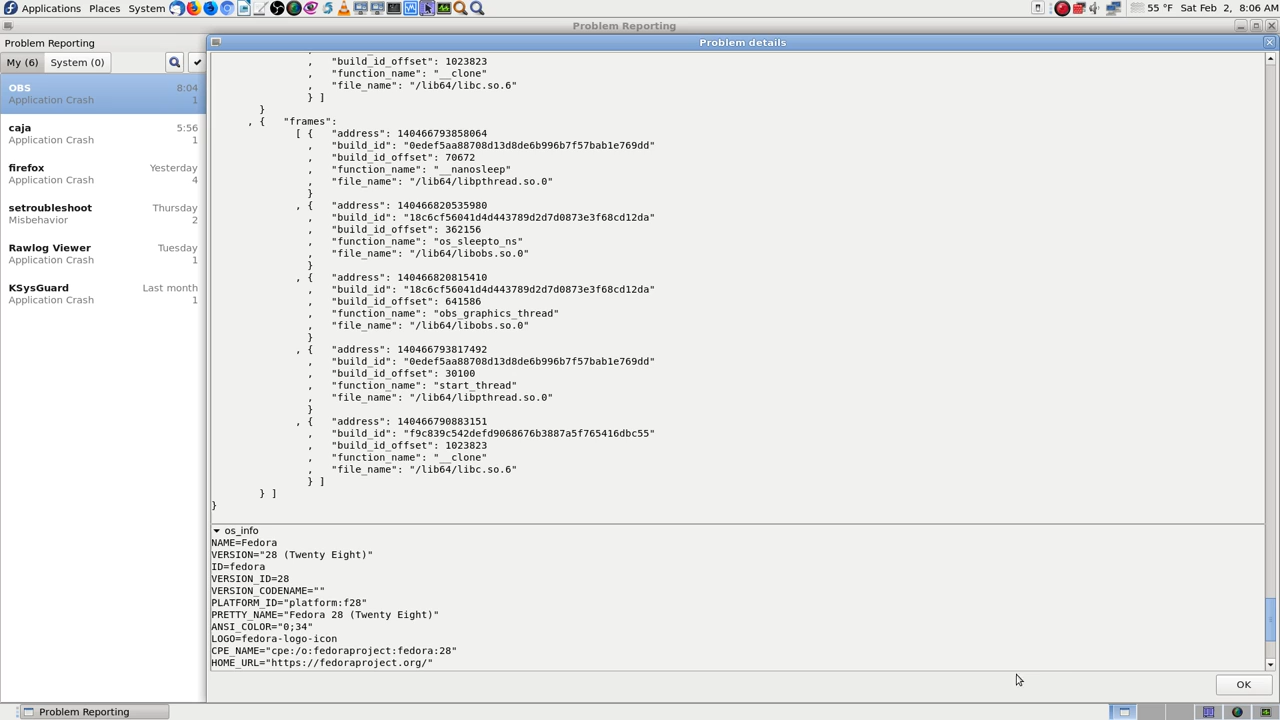 Applications Places System 55 °F Sat Feb 2, 8:06 AM
Problem Reporting
Problem Reporting
Problem details
My (6) System (0)
OBS 8:04
Application Crash 1
caja 5:56
Application Crash 1
firefox Yesterday
Application Crash 4
setroubleshoot Thursday
Misbehavior 2
Rawlog Viewer Tuesday
Application Crash 1
KSysGuard Last month
Application Crash 1
, "build_id_offset": 1023823
, "function_name": "__clone"
, "file_name": "/lib64/libc.so.6"
} ]
}
, { "frames":
[ { "address": 140466793858064
, "build_id": "0edef5aa88708d13d8de6b996b7f57bab1e769dd"
, "build_id_offset": 70672
, "function_name": "__nanosleep"
, "file_name": "/lib64/libpthread.so.0"
}
, { "address": 140466820535980
, "build_id": "18c6cf56041d4d443789d2d7d0873e3f68cd12da"
, "build_id_offset": 362156
, "function_name": "os_sleepto_ns"
, "file_name": "/lib64/libobs.so.0"
}
, { "address": 140466820815410
, "build_id": "18c6cf56041d4d443789d2d7d0873e3f68cd12da"
, "build_id_offset": 641586
, "function_name": "obs_graphics_thread"
, "file_name": "/lib64/libobs.so.0"
}
, { "address": 140466793817492
, "build_id": "0edef5aa88708d13d8de6b996b7f57bab1e769dd"
, "build_id_offset": 30100
, "function_name": "start_thread"
, "file_name": "/lib64/libpthread.so.0"
}
, { "address": 140466790883151
, "build_id": "f9c839c542defd9068676b3887a5f765416dbc55"
, "build_id_offset": 1023823
, "function_name": "__clone"
, "file_name": "/lib64/libc.so.6"
} ]
} ]
}
os_info
NAME=Fedora
VERSION="28 (Twenty Eight)"
ID=fedora
VERSION_ID=28
VERSION_CODENAME=""
PLATFORM_ID="platform:f28"
PRETTY_NAME="Fedora 28 (Twenty Eight)"
ANSI_COLOR="0;34"
LOGO=fedora-logo-icon
CPE_NAME="cpe:/o:fedoraproject:fedora:28"
HOME_URL="https://fedoraproject.org/"
OK
Problem Reporting